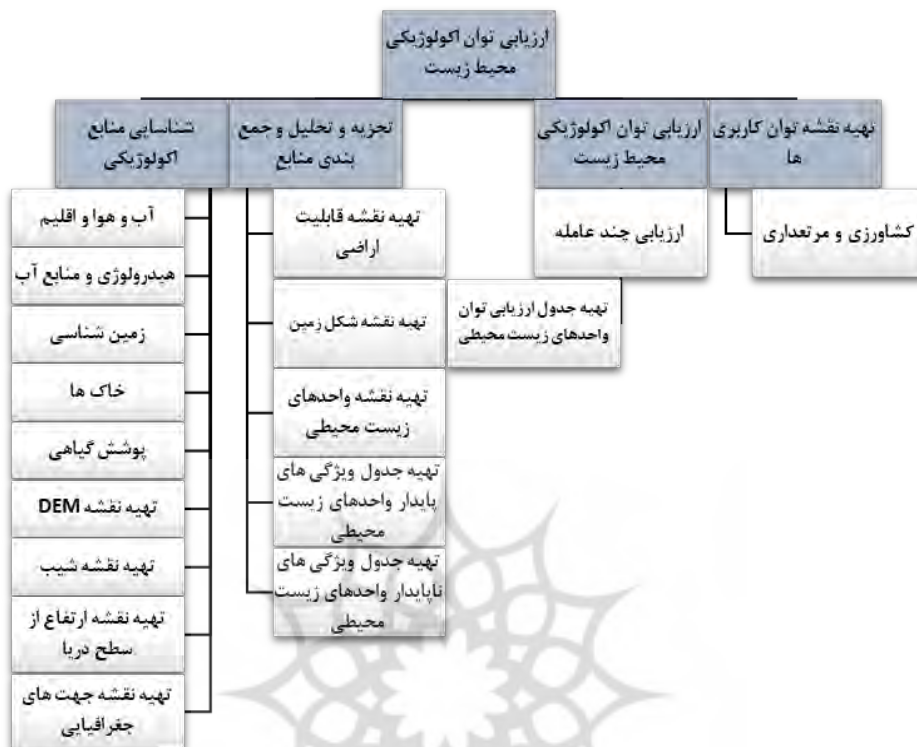 ارزیابی توان اکولوژیکی
محیط زیست
تهیه نقشه توان کاربری
ها
کشاورزی و مرتعداری
ارزیابی توان اکولوژیکی
محیط زیست
ارزیابی چند عامله
تهیه جدول ارزیابی توان
واحدهای زیست محیطی
تجزیه و تحلیل و جمع
بندی منابع
تهیه نقشه قابلیت
اراضی
تهیه نقشه شکل زمین
تهیه نقشه واحدهای
زیست محیطی
تهیه جدول ویژگی های
پایدار واحدهای زیست
محیطی
تهیه جدول ویژگی های
ناپایدار واحدهای زیست
محیطی
شناسایی منابع
اکولوژیکی
آب و هوا و اقلیم
هیدرولوژی و منابع آب
زمین شناسی
خاک ها
پوشش گیاهی
تهیه نقشه DEM
تهیه نقشه شیب
تهیه نقشه ارتفاع از
سطح دریا
تهیه نقشه جهت های
جغرافیایی